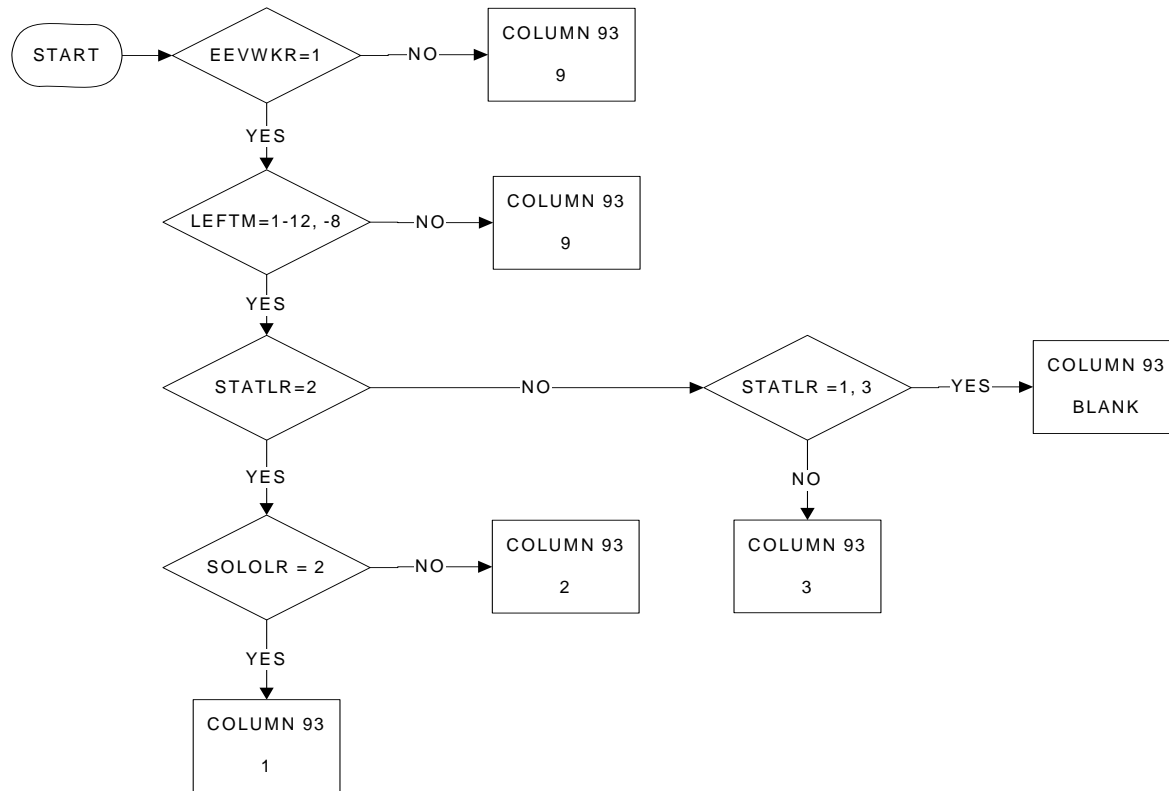 START
EEVWKR=1
NO
COLUMN 93
9
YES
LEFTM=1-12, -8
NO
COLUMN 93
9
YES
STATLR=2
NO
STATLR =1, 3
YES
COLUMN 93
BLANK
YES
NO
SOLOLR = 2
NO
COLUMN 93
2
COLUMN 93
3
YES
COLUMN 93
1